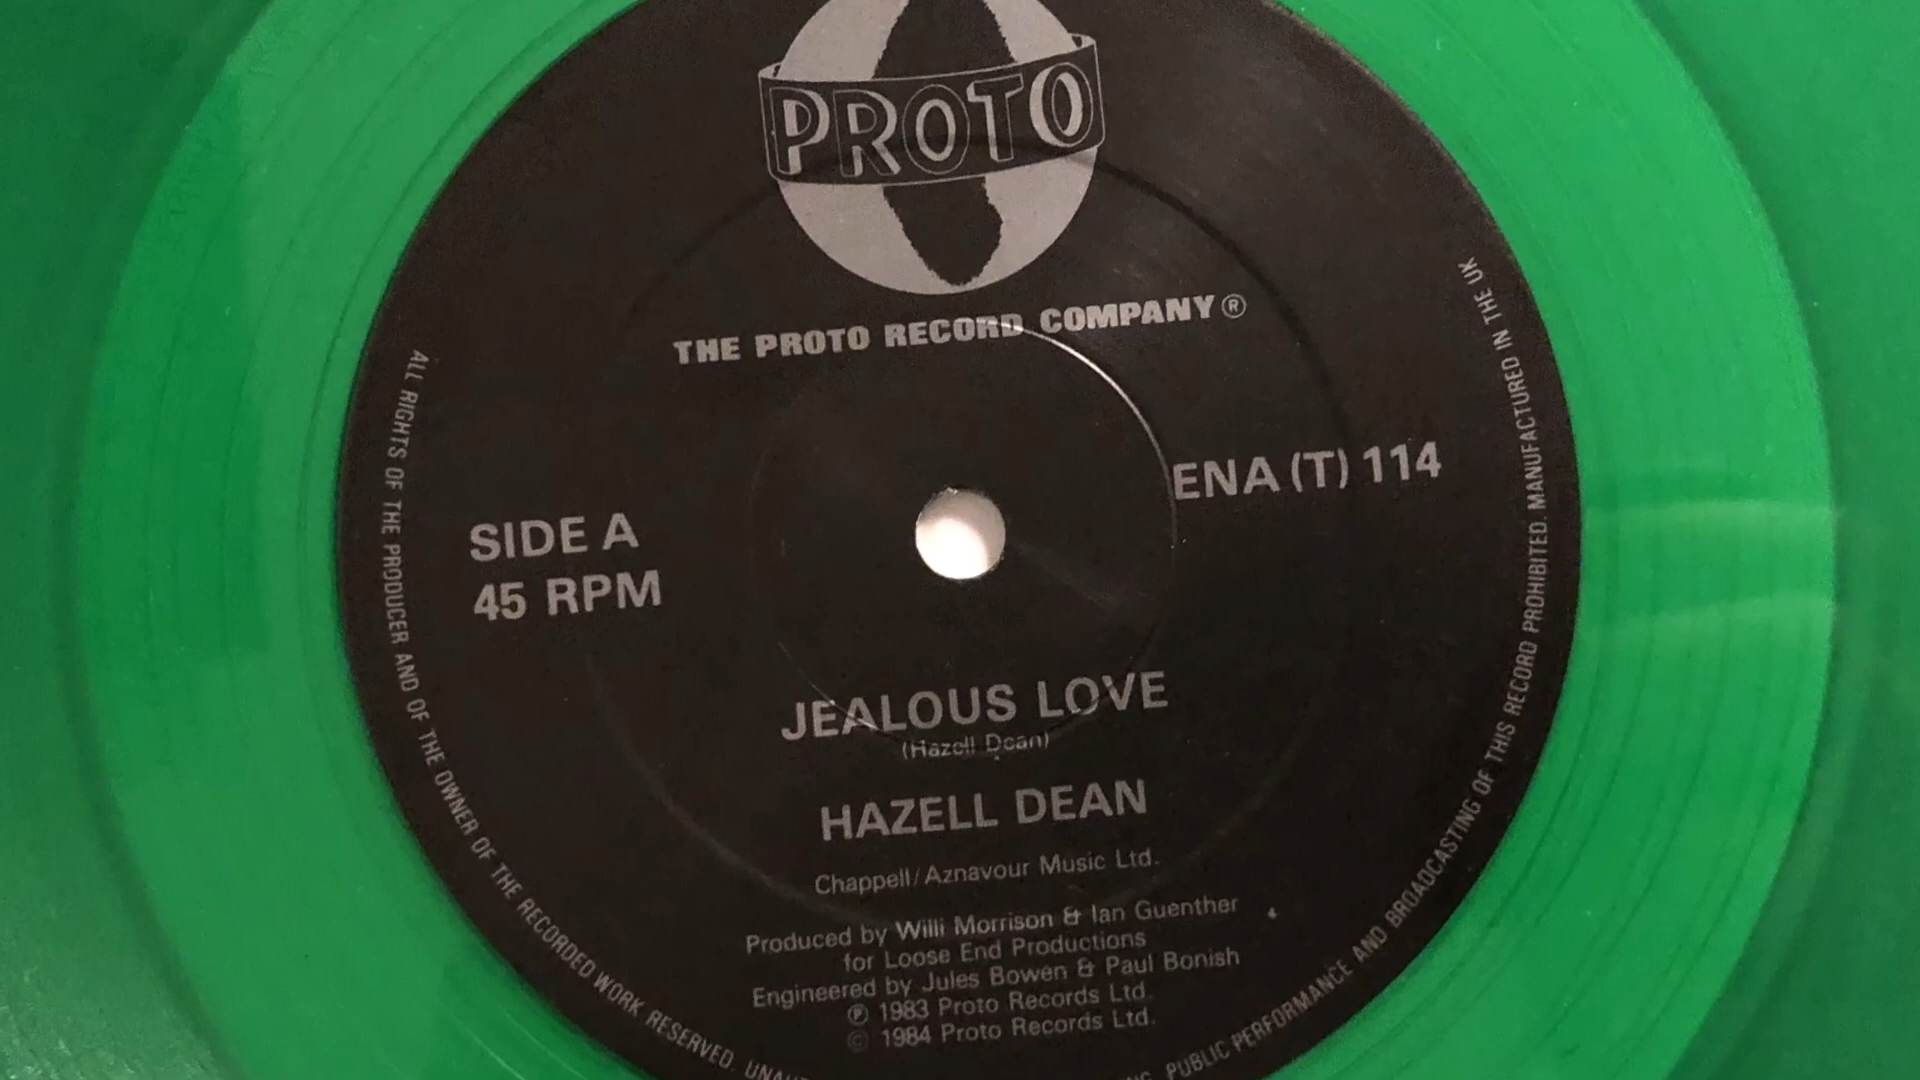 PROTO
THE PROTO RECORD COMPANY ®
ENA (T) 114
SIDE A
45 RPM
JEALOUS LOVE
(Hazell Dean)
HAZELL DEAN
Chappell/Aznavour Music Ltd.
Produced by Willi Morrison & Ian Guenther
for Loose End Productions
Engineered by Jules Bowen & Paul Bonish
℗ 1983 Proto Records Ltd.
© 1984 Proto Records Ltd.
ALL RIGHTS OF THE PRODUCER AND OF THE OWNER OF THE RECORDED WORK RESERVED.
PUBLIC PERFORMANCE AND BROADCASTING OF THIS RECORD PROHIBITED. MANUFACTURED IN THE UK